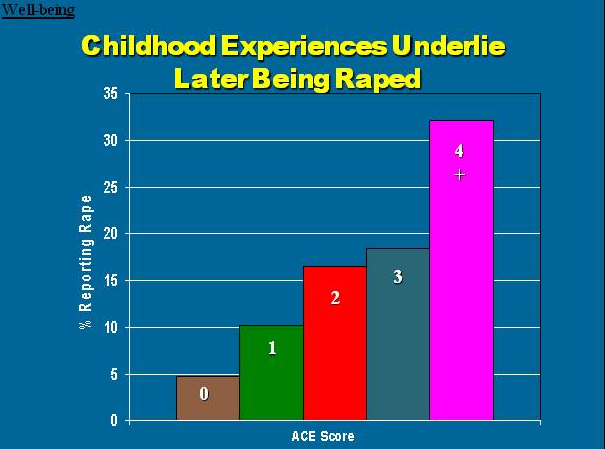 Well-being
Childhood Experiences Underlie
Later Being Raped
35
30
25
20
15
10
5
0
% Reporting Rape
0
1
2
3
4
+
ACE Score